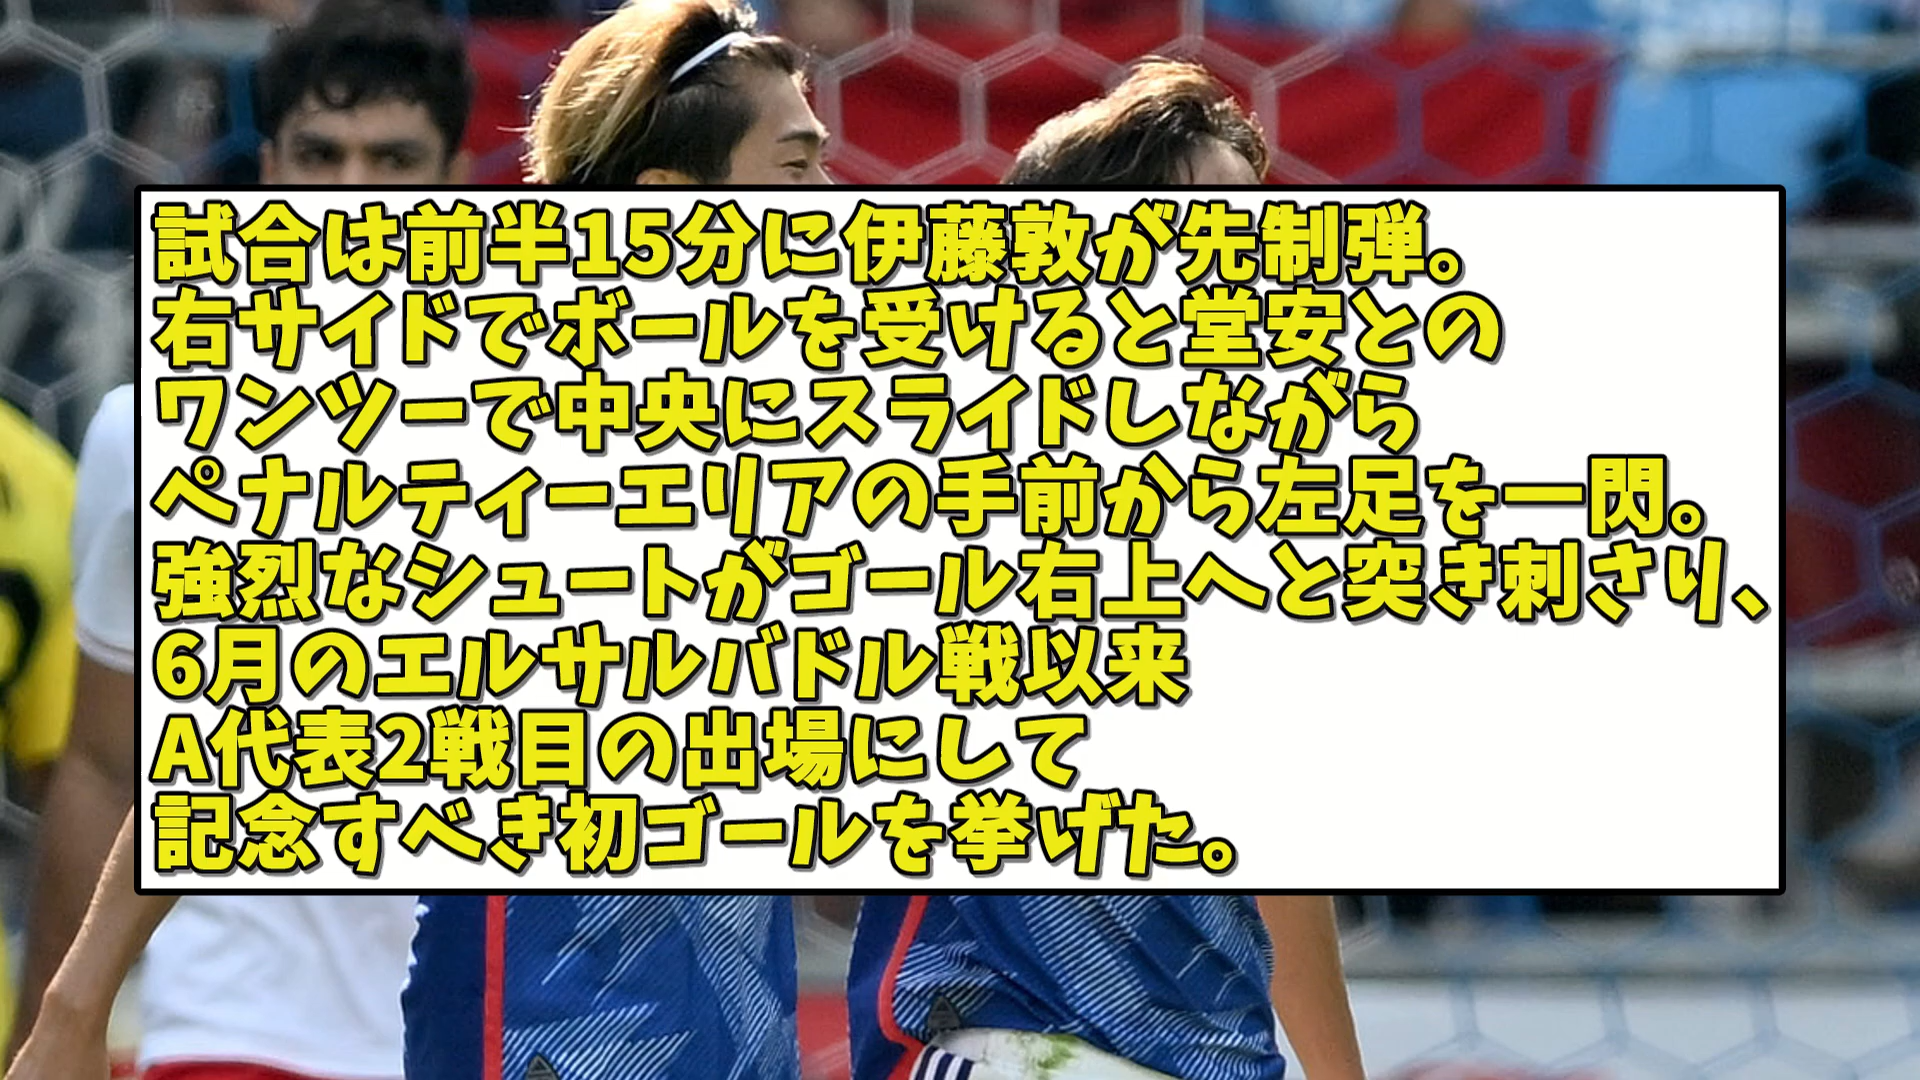 試合は前半15分に伊藤敦が先制弾。
右サイドでボールを受けると堂安との
ワンツーで中央にスライドしながら
ペナルティーエリアの手前から左足を一閃。
強烈なシュートがゴール右上へと突き刺さり、
6月のエルサルバドル戦以来
A代表2戦目の出場にして
記念すべき初ゴールを挙げた。